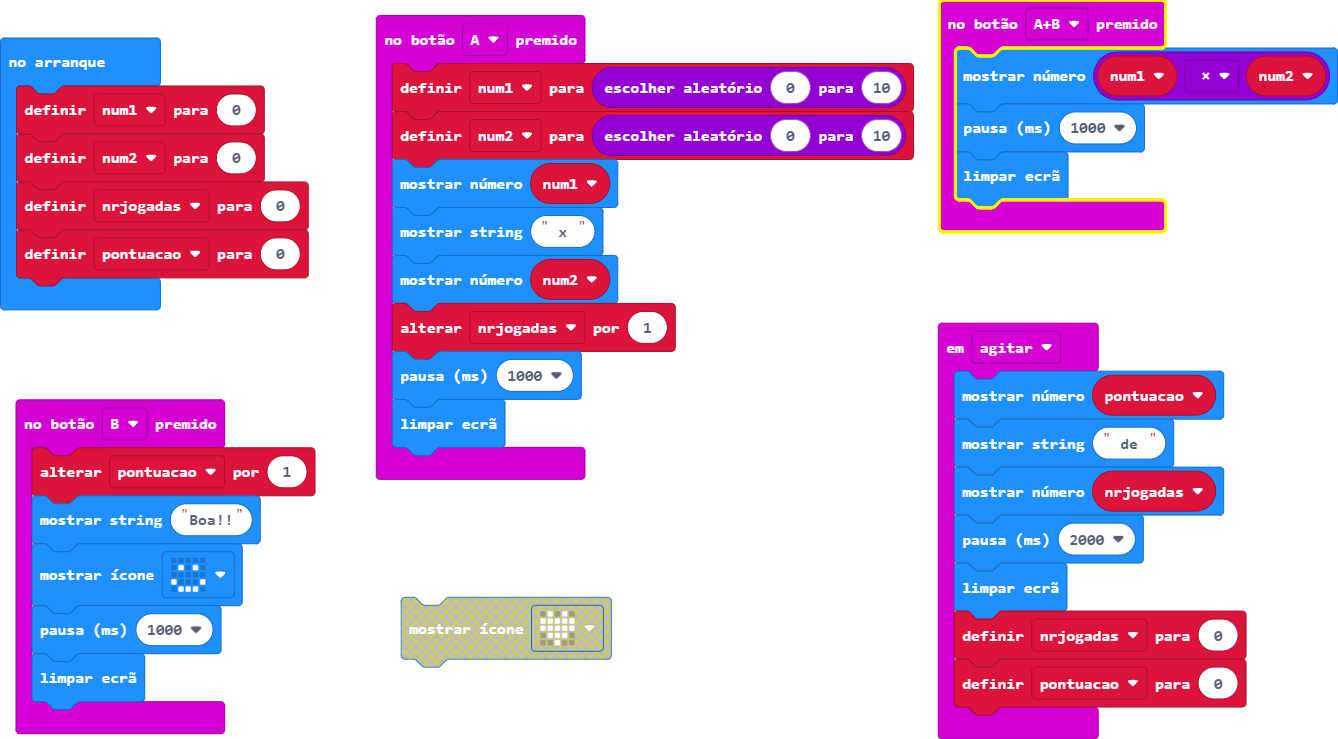 no arranque
definir num1 para 0
definir num2 para 0
definir nrjogadas para 0
definir pontuacao para 0
no botão A premido
definir num1 para escolher aleatório 0 para 10
definir num2 para escolher aleatório 0 para 10
mostrar número num1
mostrar string " x "
mostrar número num2
alterar nrjogadas por 1
pausa (ms) 1000
limpar ecrã
no botão A+B premido
mostrar número num1 × num2
pausa (ms) 1000
limpar ecrã
no botão B premido
alterar pontuacao por 1
mostrar string "Boa!!"
mostrar ícone
pausa (ms) 1000
limpar ecrã
mostrar ícone
em agitar
mostrar número pontuacao
mostrar string " de "
mostrar número nrjogadas
pausa (ms) 2000
limpar ecrã
definir nrjogadas para 0
definir pontuacao para 0